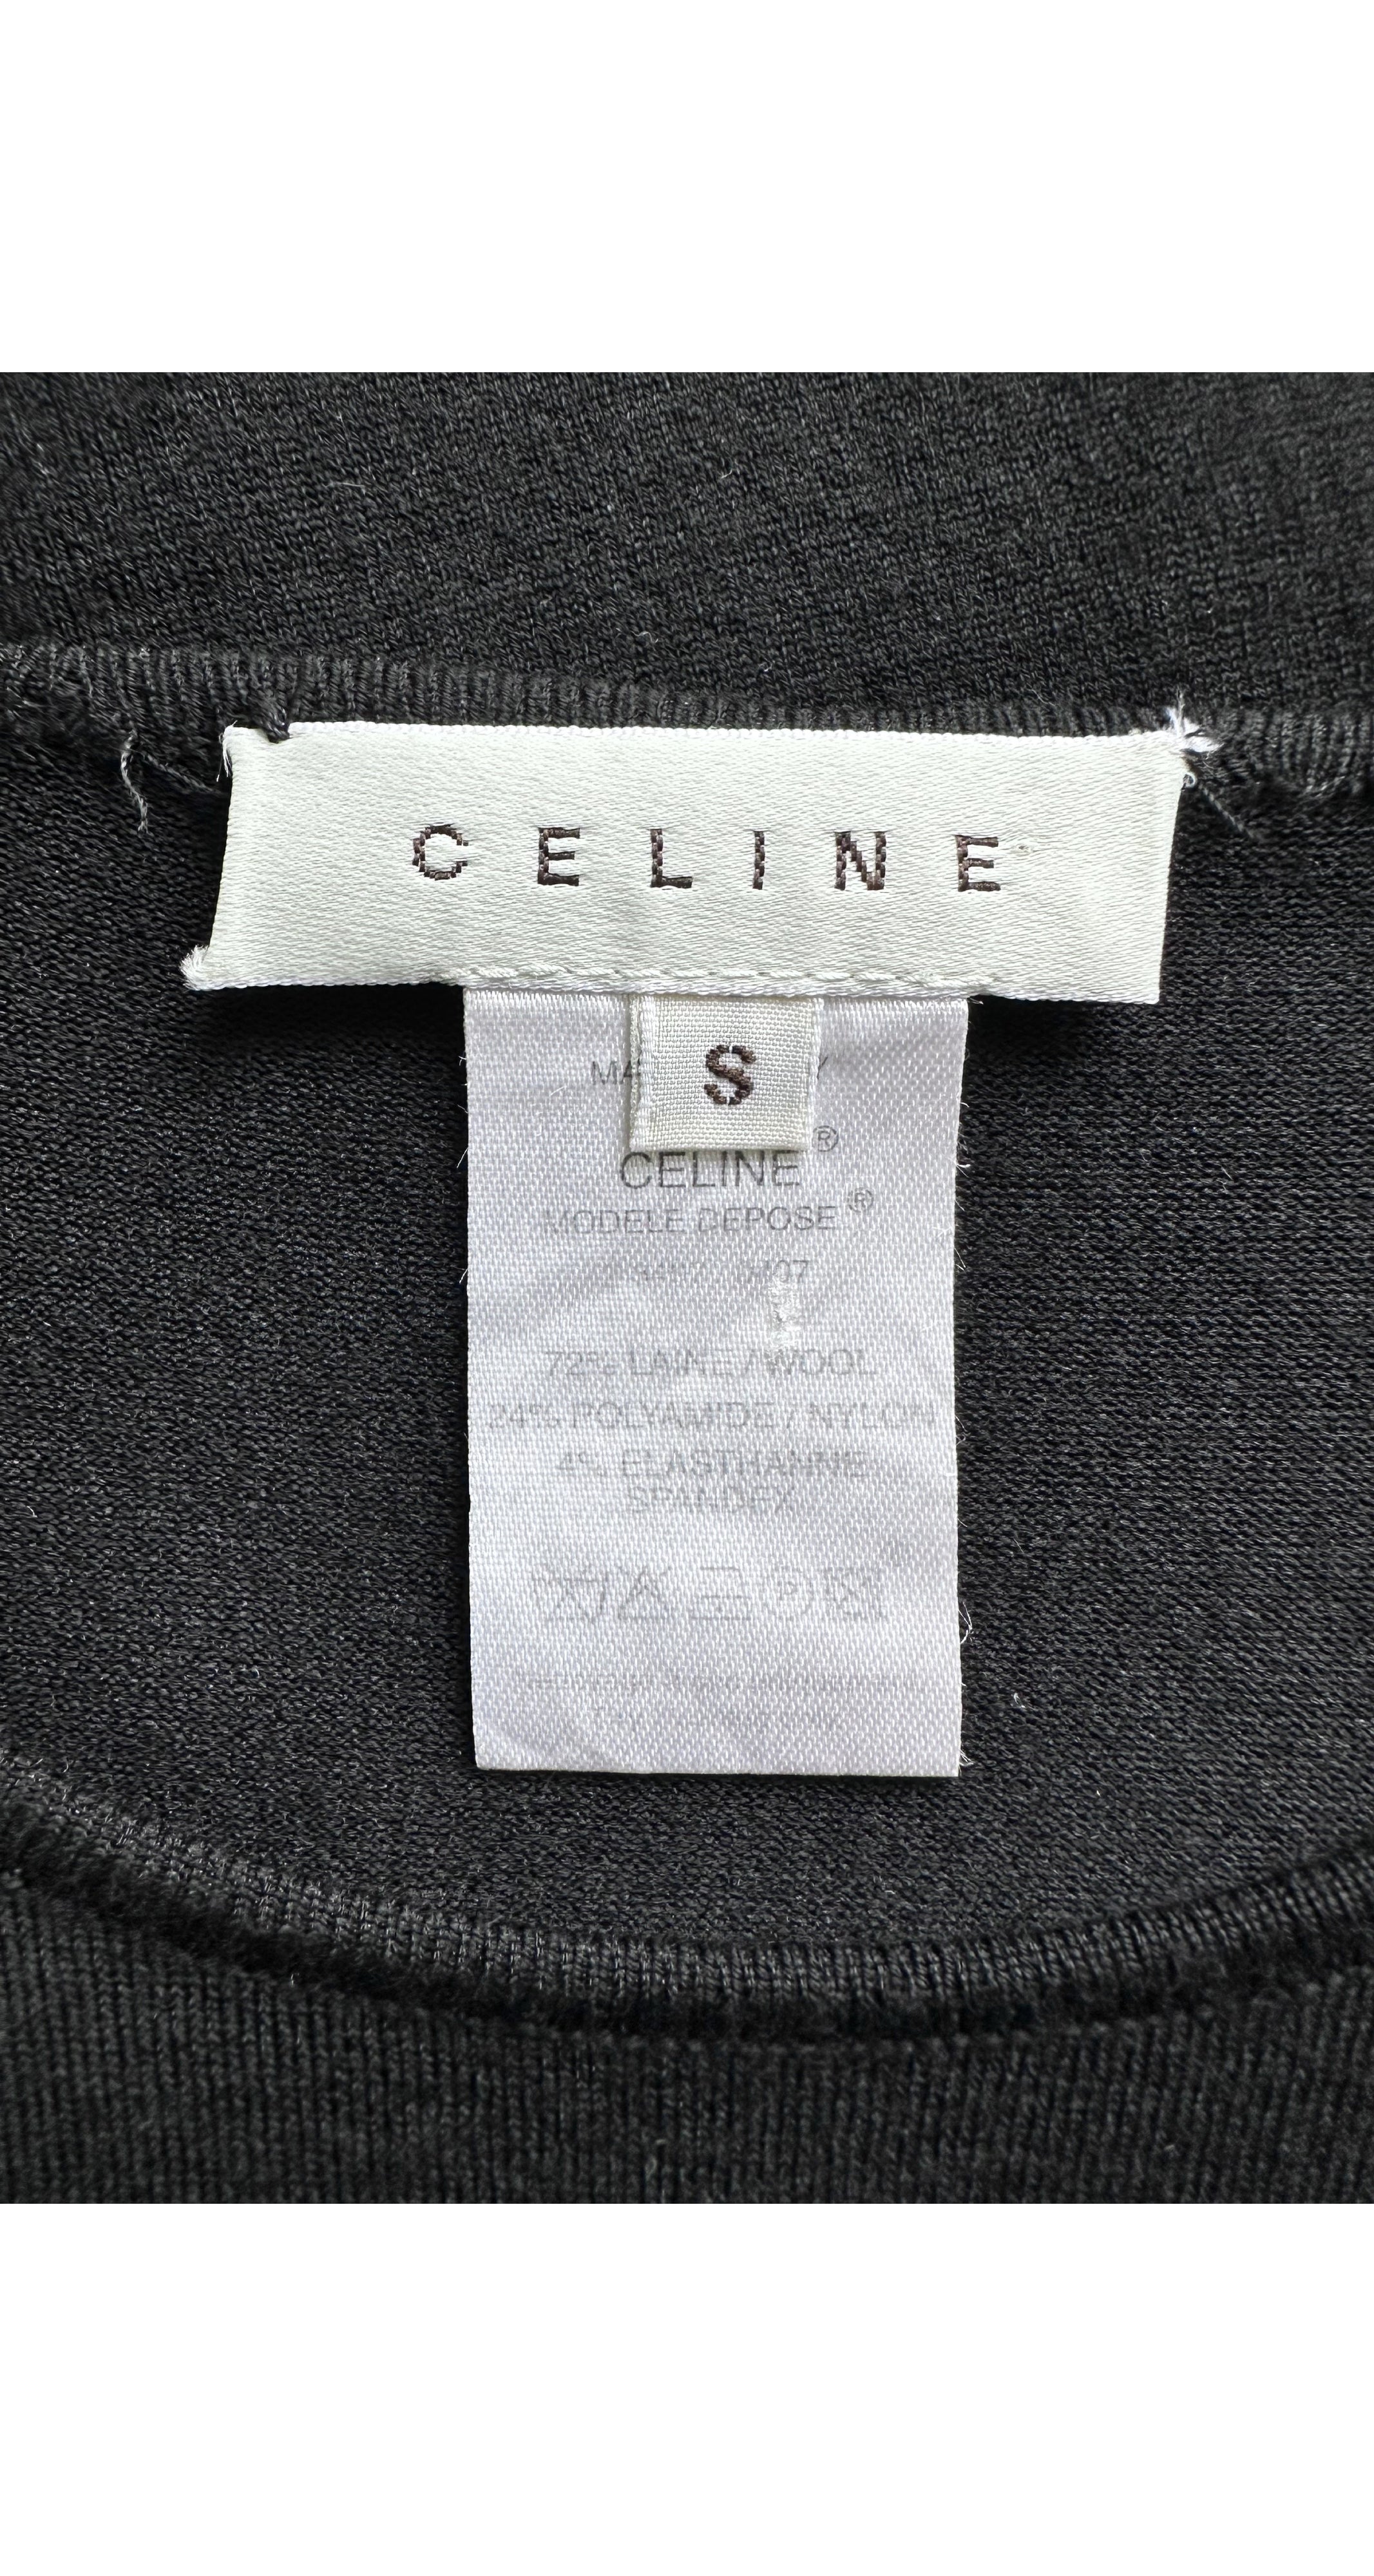 CELINE
S
CELINE®
MODELE DEPOSE®
72% LAINE/WOOL
24% POLYAMIDE/NYLON
4% ELASTHANNE
SPANDEX
P